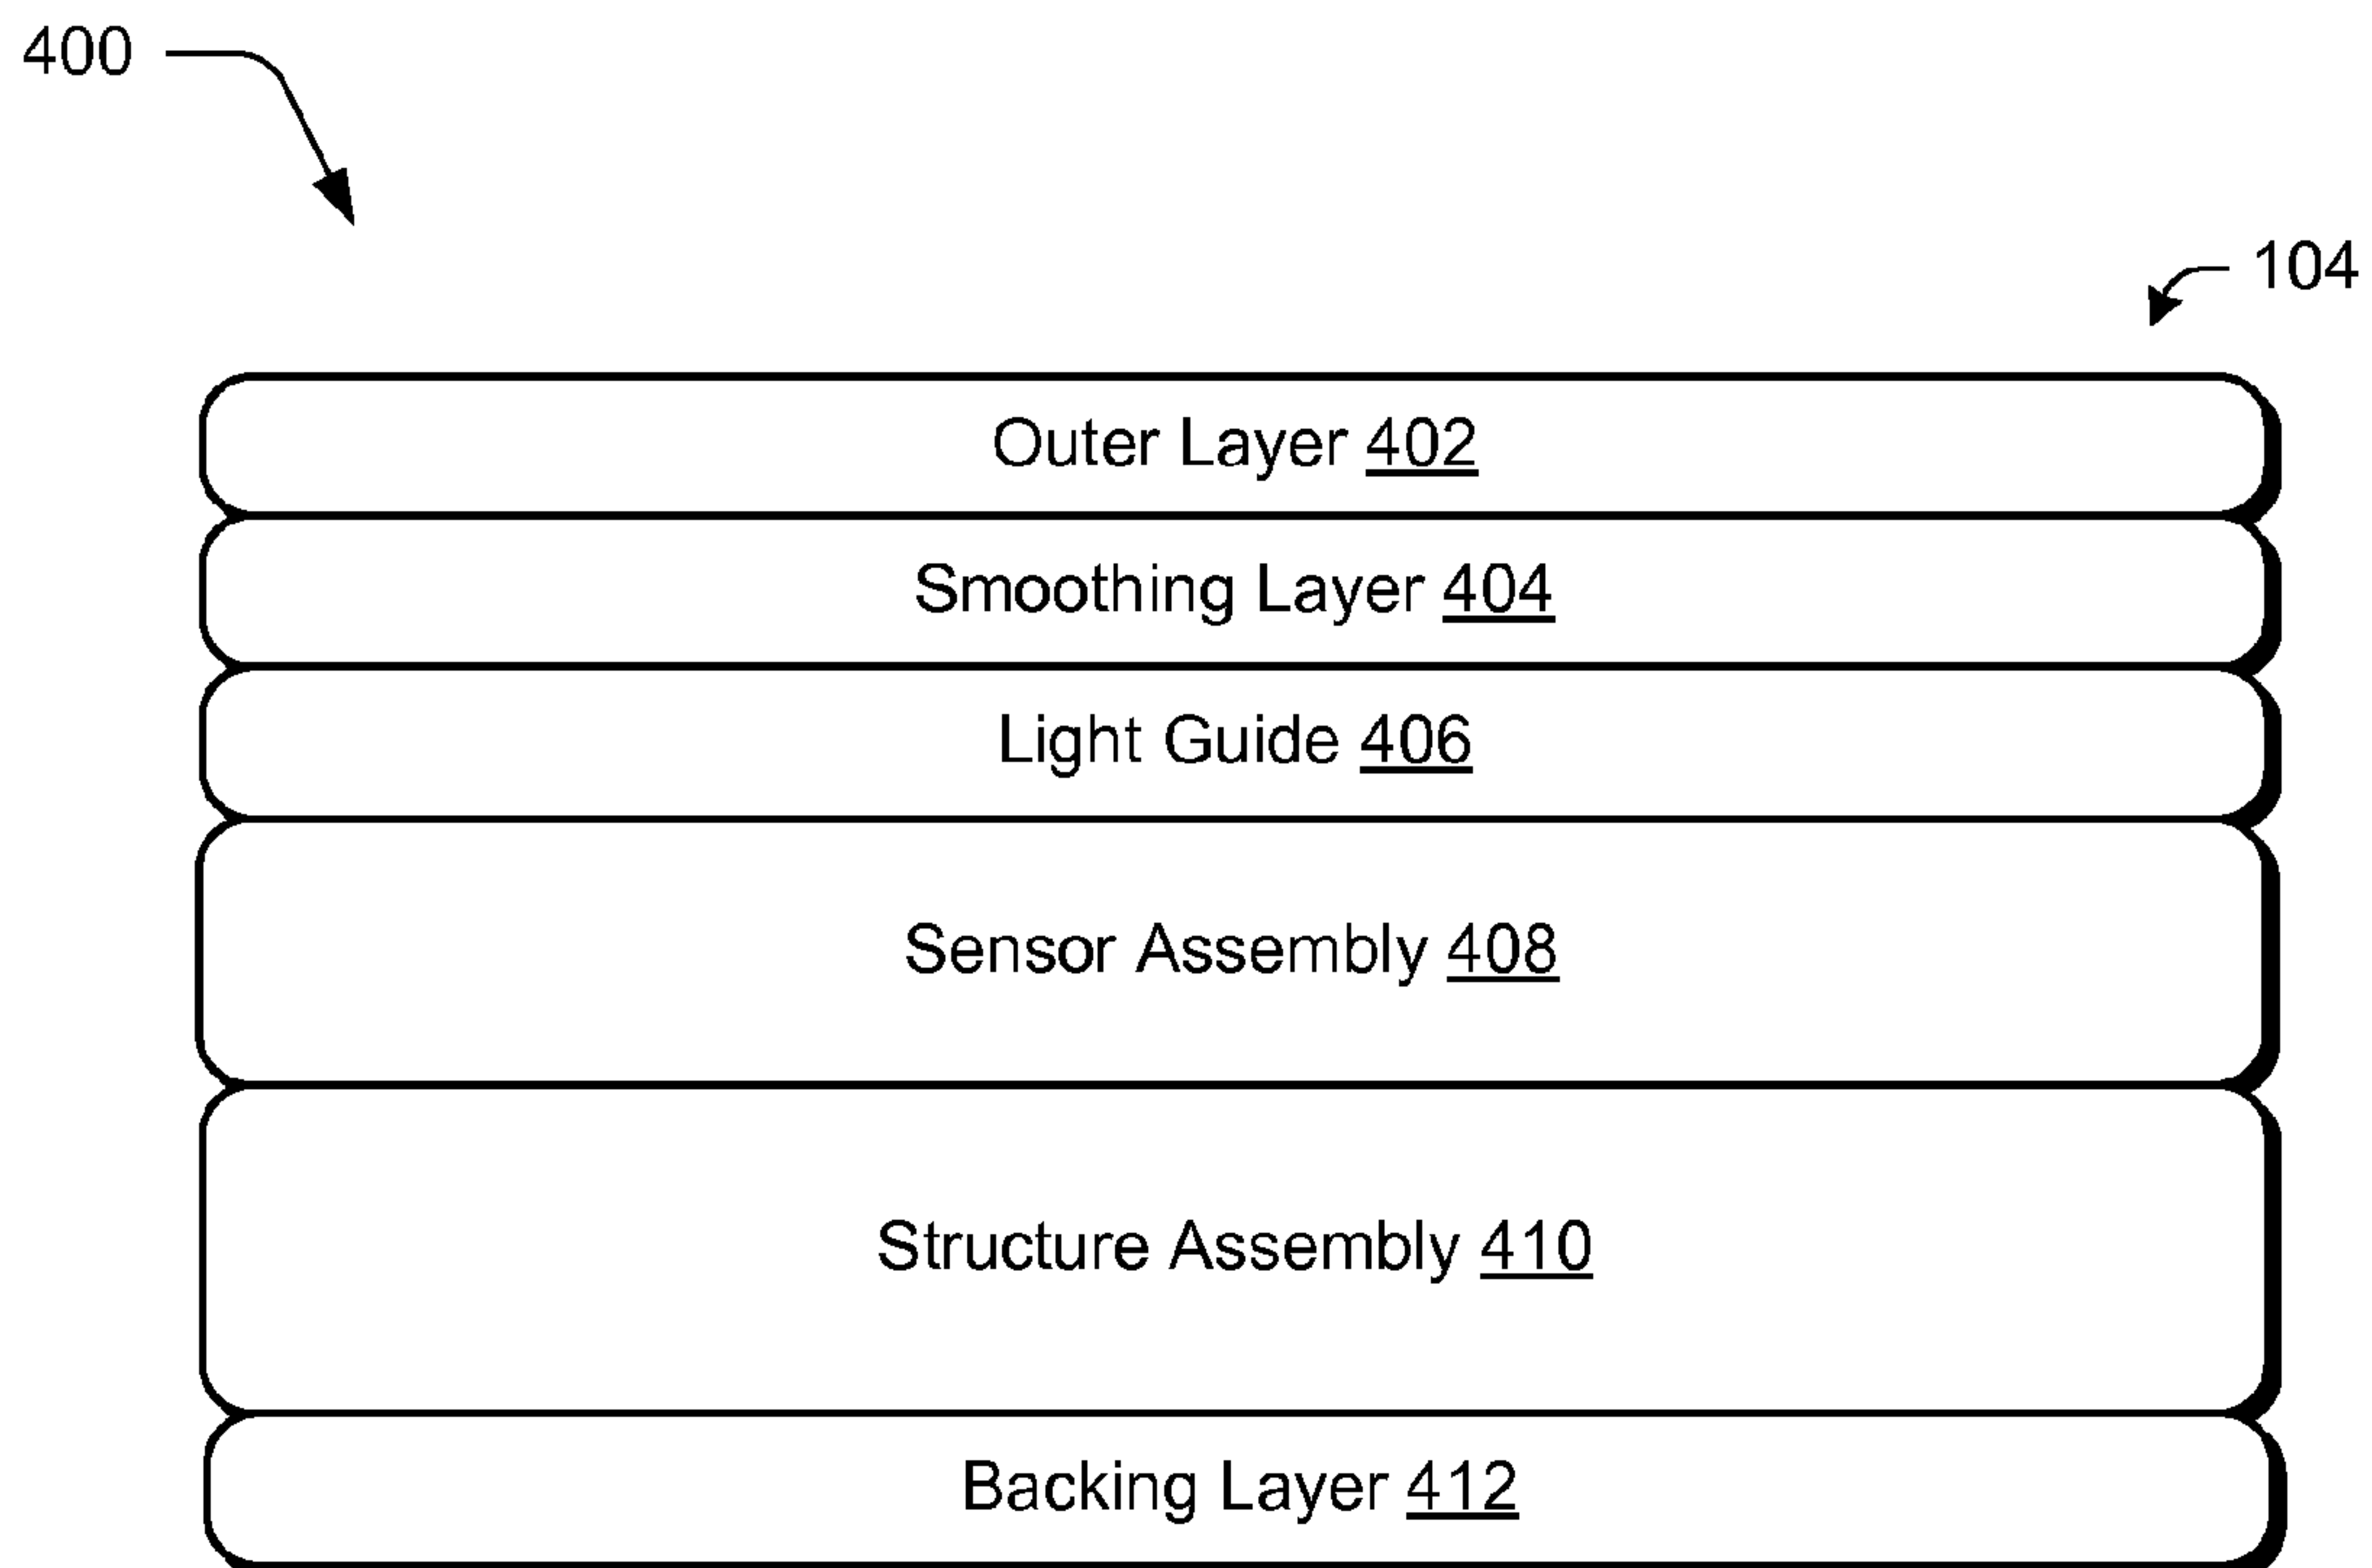 400
104
Outer Layer 402
Smoothing Layer 404
Light Guide 406
Sensor Assembly 408
Structure Assembly 410
Backing Layer 412